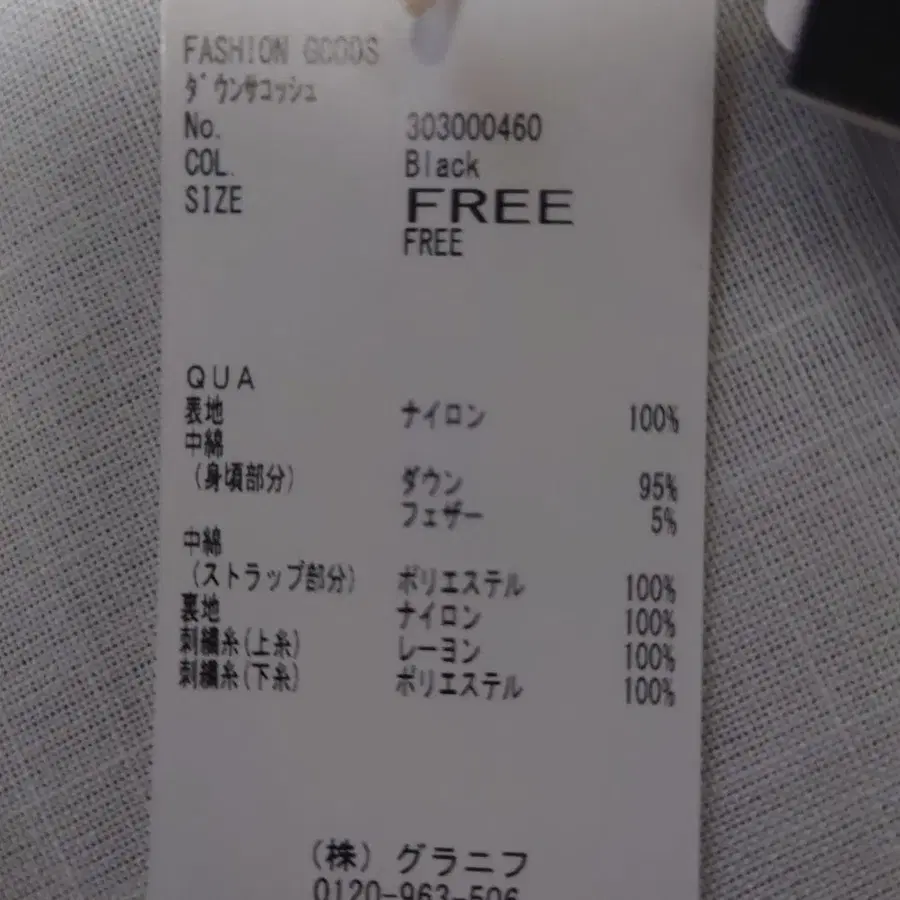 FASHION GOODS
ダウンサコッシュ
No. 303000460
COL. Black
SIZE FREE
FREE
QUA
表地 ナイロン 100%
中綿
(身頃部分) ダウン 95%
フェザー 5%
中綿
(ストラップ部分) ポリエステル 100%
裏地 ナイロン 100%
刺繍糸(上糸) レーヨン 100%
刺繍糸(下糸) ポリエステル 100%
(株) グラニフ
0120-963-506